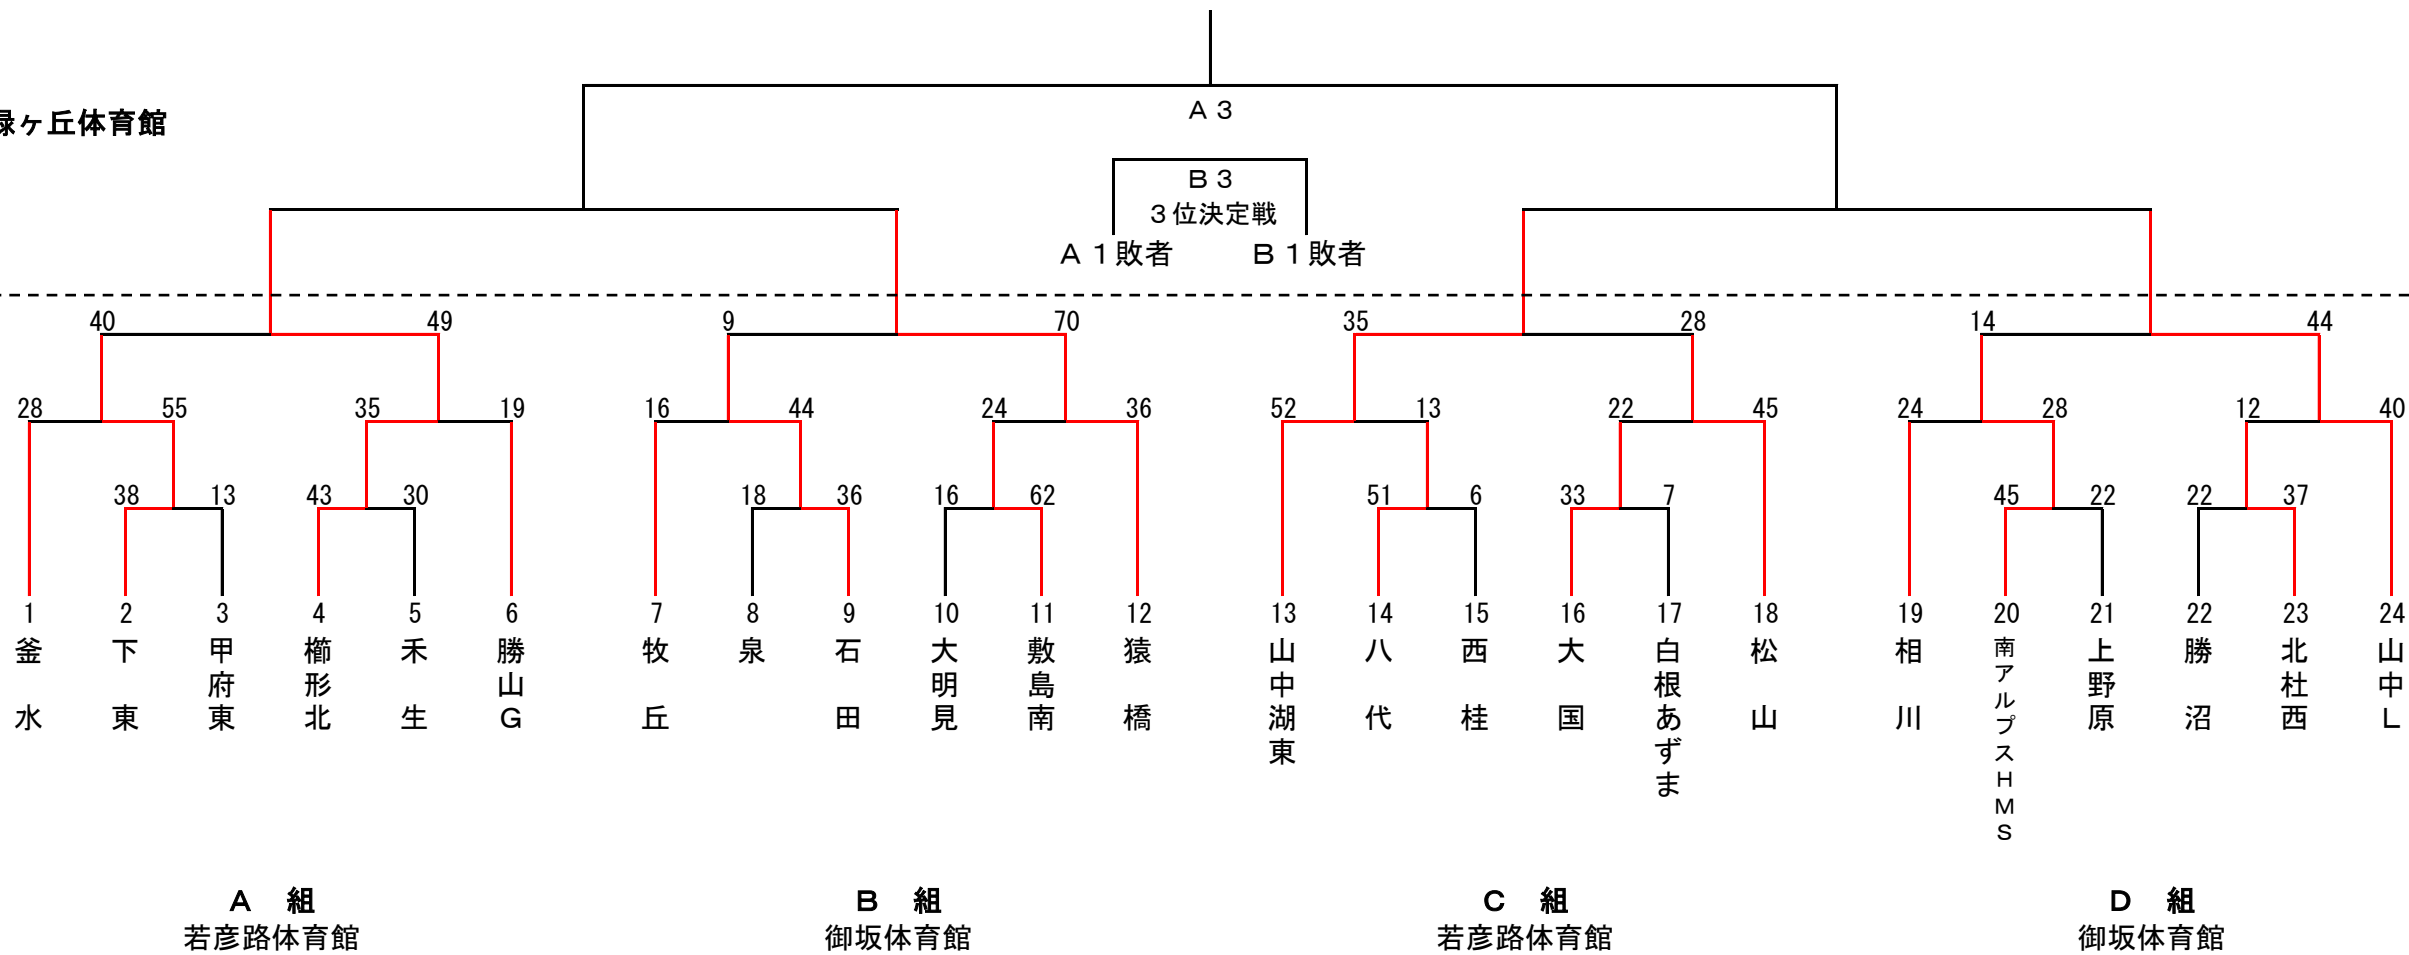 Ａ３
緑ヶ丘体育館
Ｂ３
３位決定戦
Ａ１敗者 Ｂ１敗者
40 49 9 70 35 28 14 44
28 55 35 19 16 44 24 36 52 13 22 45 24 28 12 40
38 13 43 30 18 36 16 62 51 6 33 7 45 22 22 37
1 2 3 4 5 6 7 8 9 10 11 12 13 14 15 16 17 18 19 20 21 22 23 24
釜水
下東
甲府東
櫛形北
禾生
勝山Ｇ
牧丘
泉
石田
大明見
敷島南
猿橋
山中湖東
八代
西桂
大国
白根あずま
松山
相川
南アルプスＨＭＳ
上野原
勝沼
北杜西
山中Ｌ
Ａ 組 Ｂ 組 Ｃ 組 Ｄ 組
若彦路体育館 御坂体育館 若彦路体育館 御坂体育館